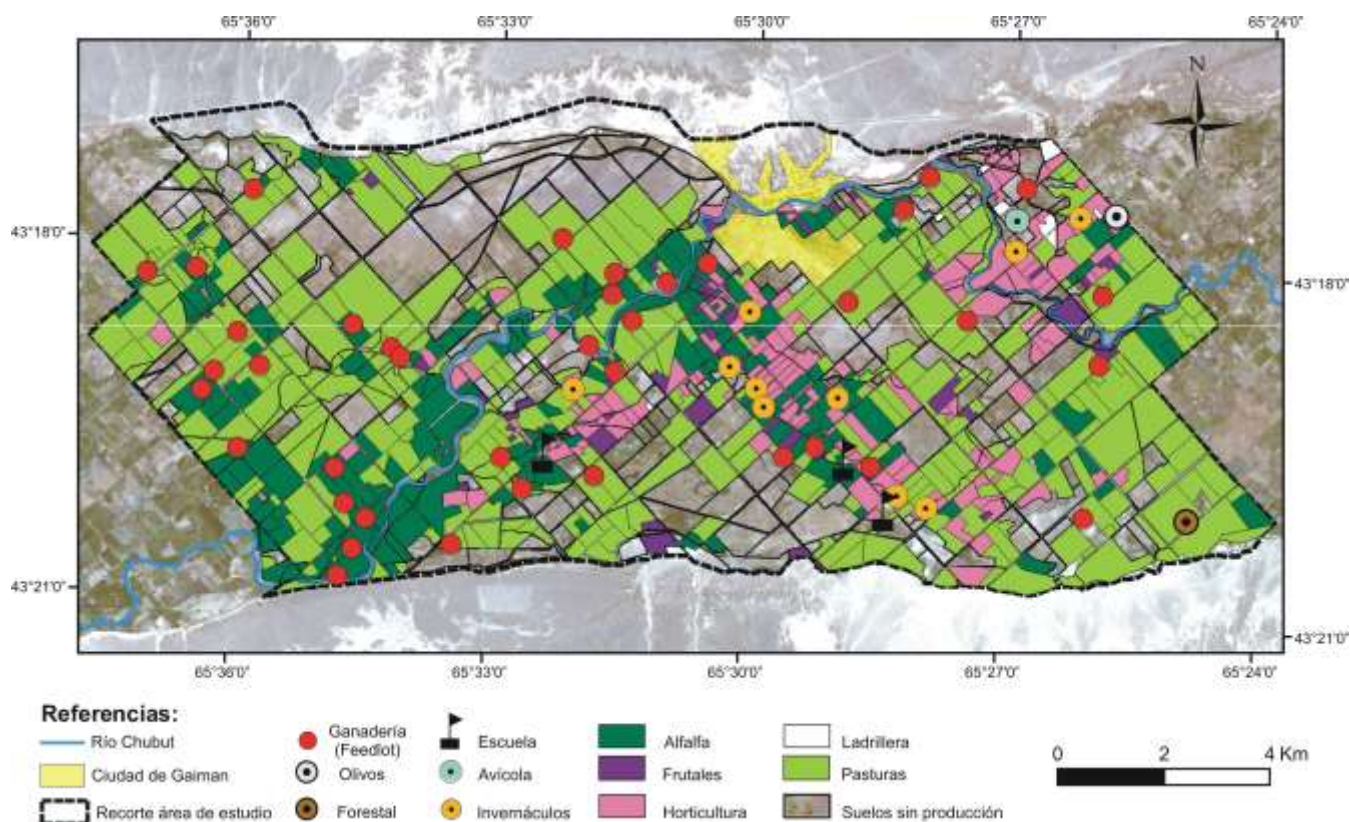 65°36'0" 65°33'0" 65°30'0" 65°27'0" 65°24'0"
N
43°18'0"
43°18'0"
43°21'0"
43°21'0"
65°36'0" 65°33'0" 65°30'0" 65°27'0" 65°24'0"
Referencias:
Río Chubut
Ciudad de Gaiman
Recorte área de estudio
Ganadería
(Feedlot)
Olivos
Forestal
Escuela
Avícola
Invernáculos
Alfalfa
Frutales
Horticultura
Ladrillera
Pasturas
Suelos sin producción
0 2 4 Km